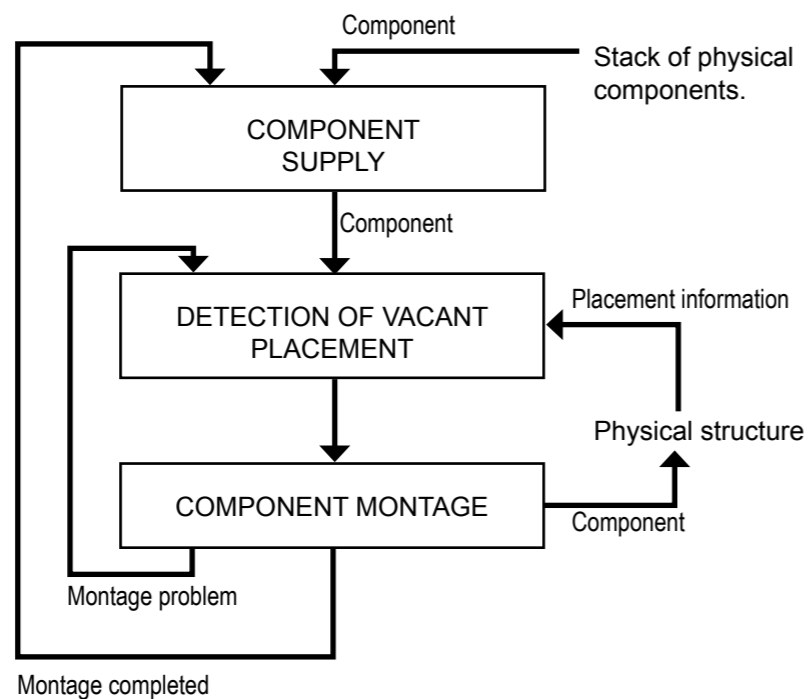 Component
Stack of physical
components.
COMPONENT
SUPPLY
Component
DETECTION OF VACANT
PLACEMENT
Placement information
Physical structure
COMPONENT MONTAGE
Component
Montage problem
Montage completed